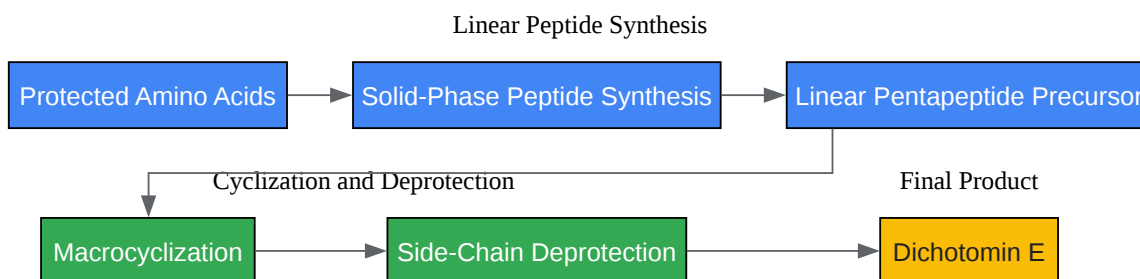 Linear Peptide Synthesis
Protected Amino Acids
Solid-Phase Peptide Synthesis
Linear Pentapeptide Precursor
Cyclization and Deprotection
Final Product
Macrocyclization
Side-Chain Deprotection
Dichotomin E